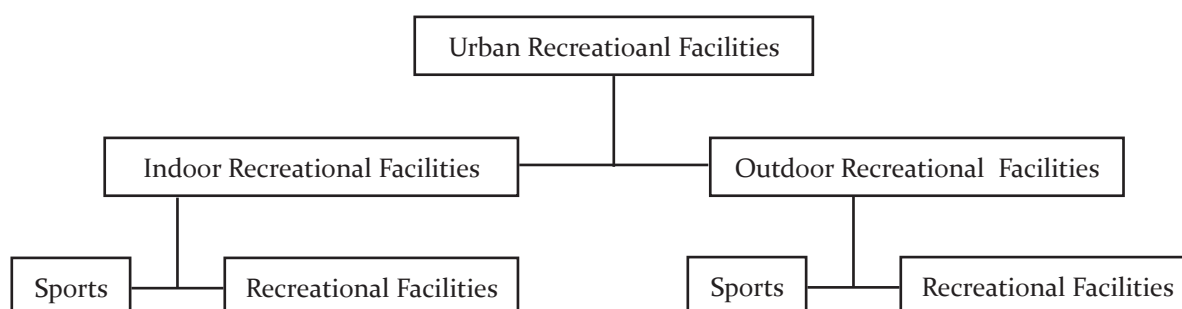 Urban Recreatioanl Facilities
Indoor Recreational Facilities
Outdoor Recreational Facilities
Sports
Recreational Facilities
Sports
Recreational Facilities